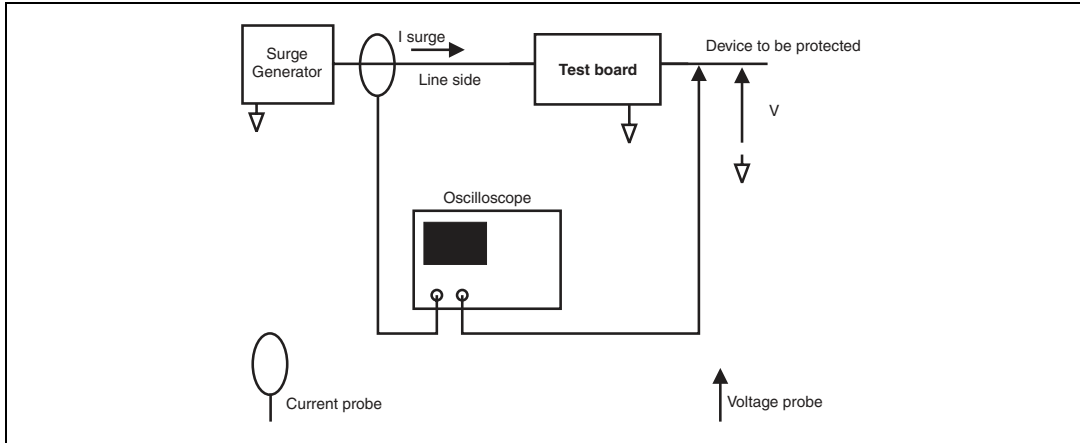 Surge
Generator
I surge
Line side
Test board
Device to be protected
V
Oscilloscope
Current probe
Voltage probe